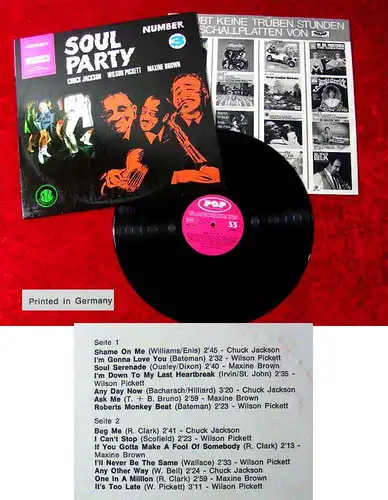 NUMBER
3
SOUL
PARTY
CHUCK JACKSON WILSON PICKETT MAXINE BROWN
BT KEINE TRÜBEN STUNDEN
SCHALLPLATTEN VON
POP
33
Printed in Germany
Seite 1
Shame On Me (Williams/Enis) 2'45 - Chuck Jackson
I'm Gonna Love You (Bateman) 2'32 - Wilson Pickett
Soul Serenade (Ousley/Dixon) 2'40 - Maxine Brown
I'm Down To My Last Heartbreak (Irvin/St. John) 2'35 -
Wilson Pickett
Any Day Now (Bacharach/Hilliard) 3'20 - Chuck Jackson
Ask Me (T. + B. Bruno) 2'59 - Maxine Brown
Roberts Monkey Beat (Bateman) 2'23 - Wilson Pickett
Seite 2
Beg Me (R. Clark) 2'41 - Chuck Jackson
I Can't Stop (Scofield) 2'23 - Wilson Pickett
If You Gotta Make A Fool Of Somebody (R. Clark) 2'13 -
Maxine Brown
I'll Never Be The Same (Wallace) 2'33 - Wilson Pickett
Any Other Way (W. Bell) 2'24 - Chuck Jackson
One In A Million (R. Clark) 2'59 - Maxine Brown
It's Too Late (W. Pickett) 3'11 - Wilson Pickett